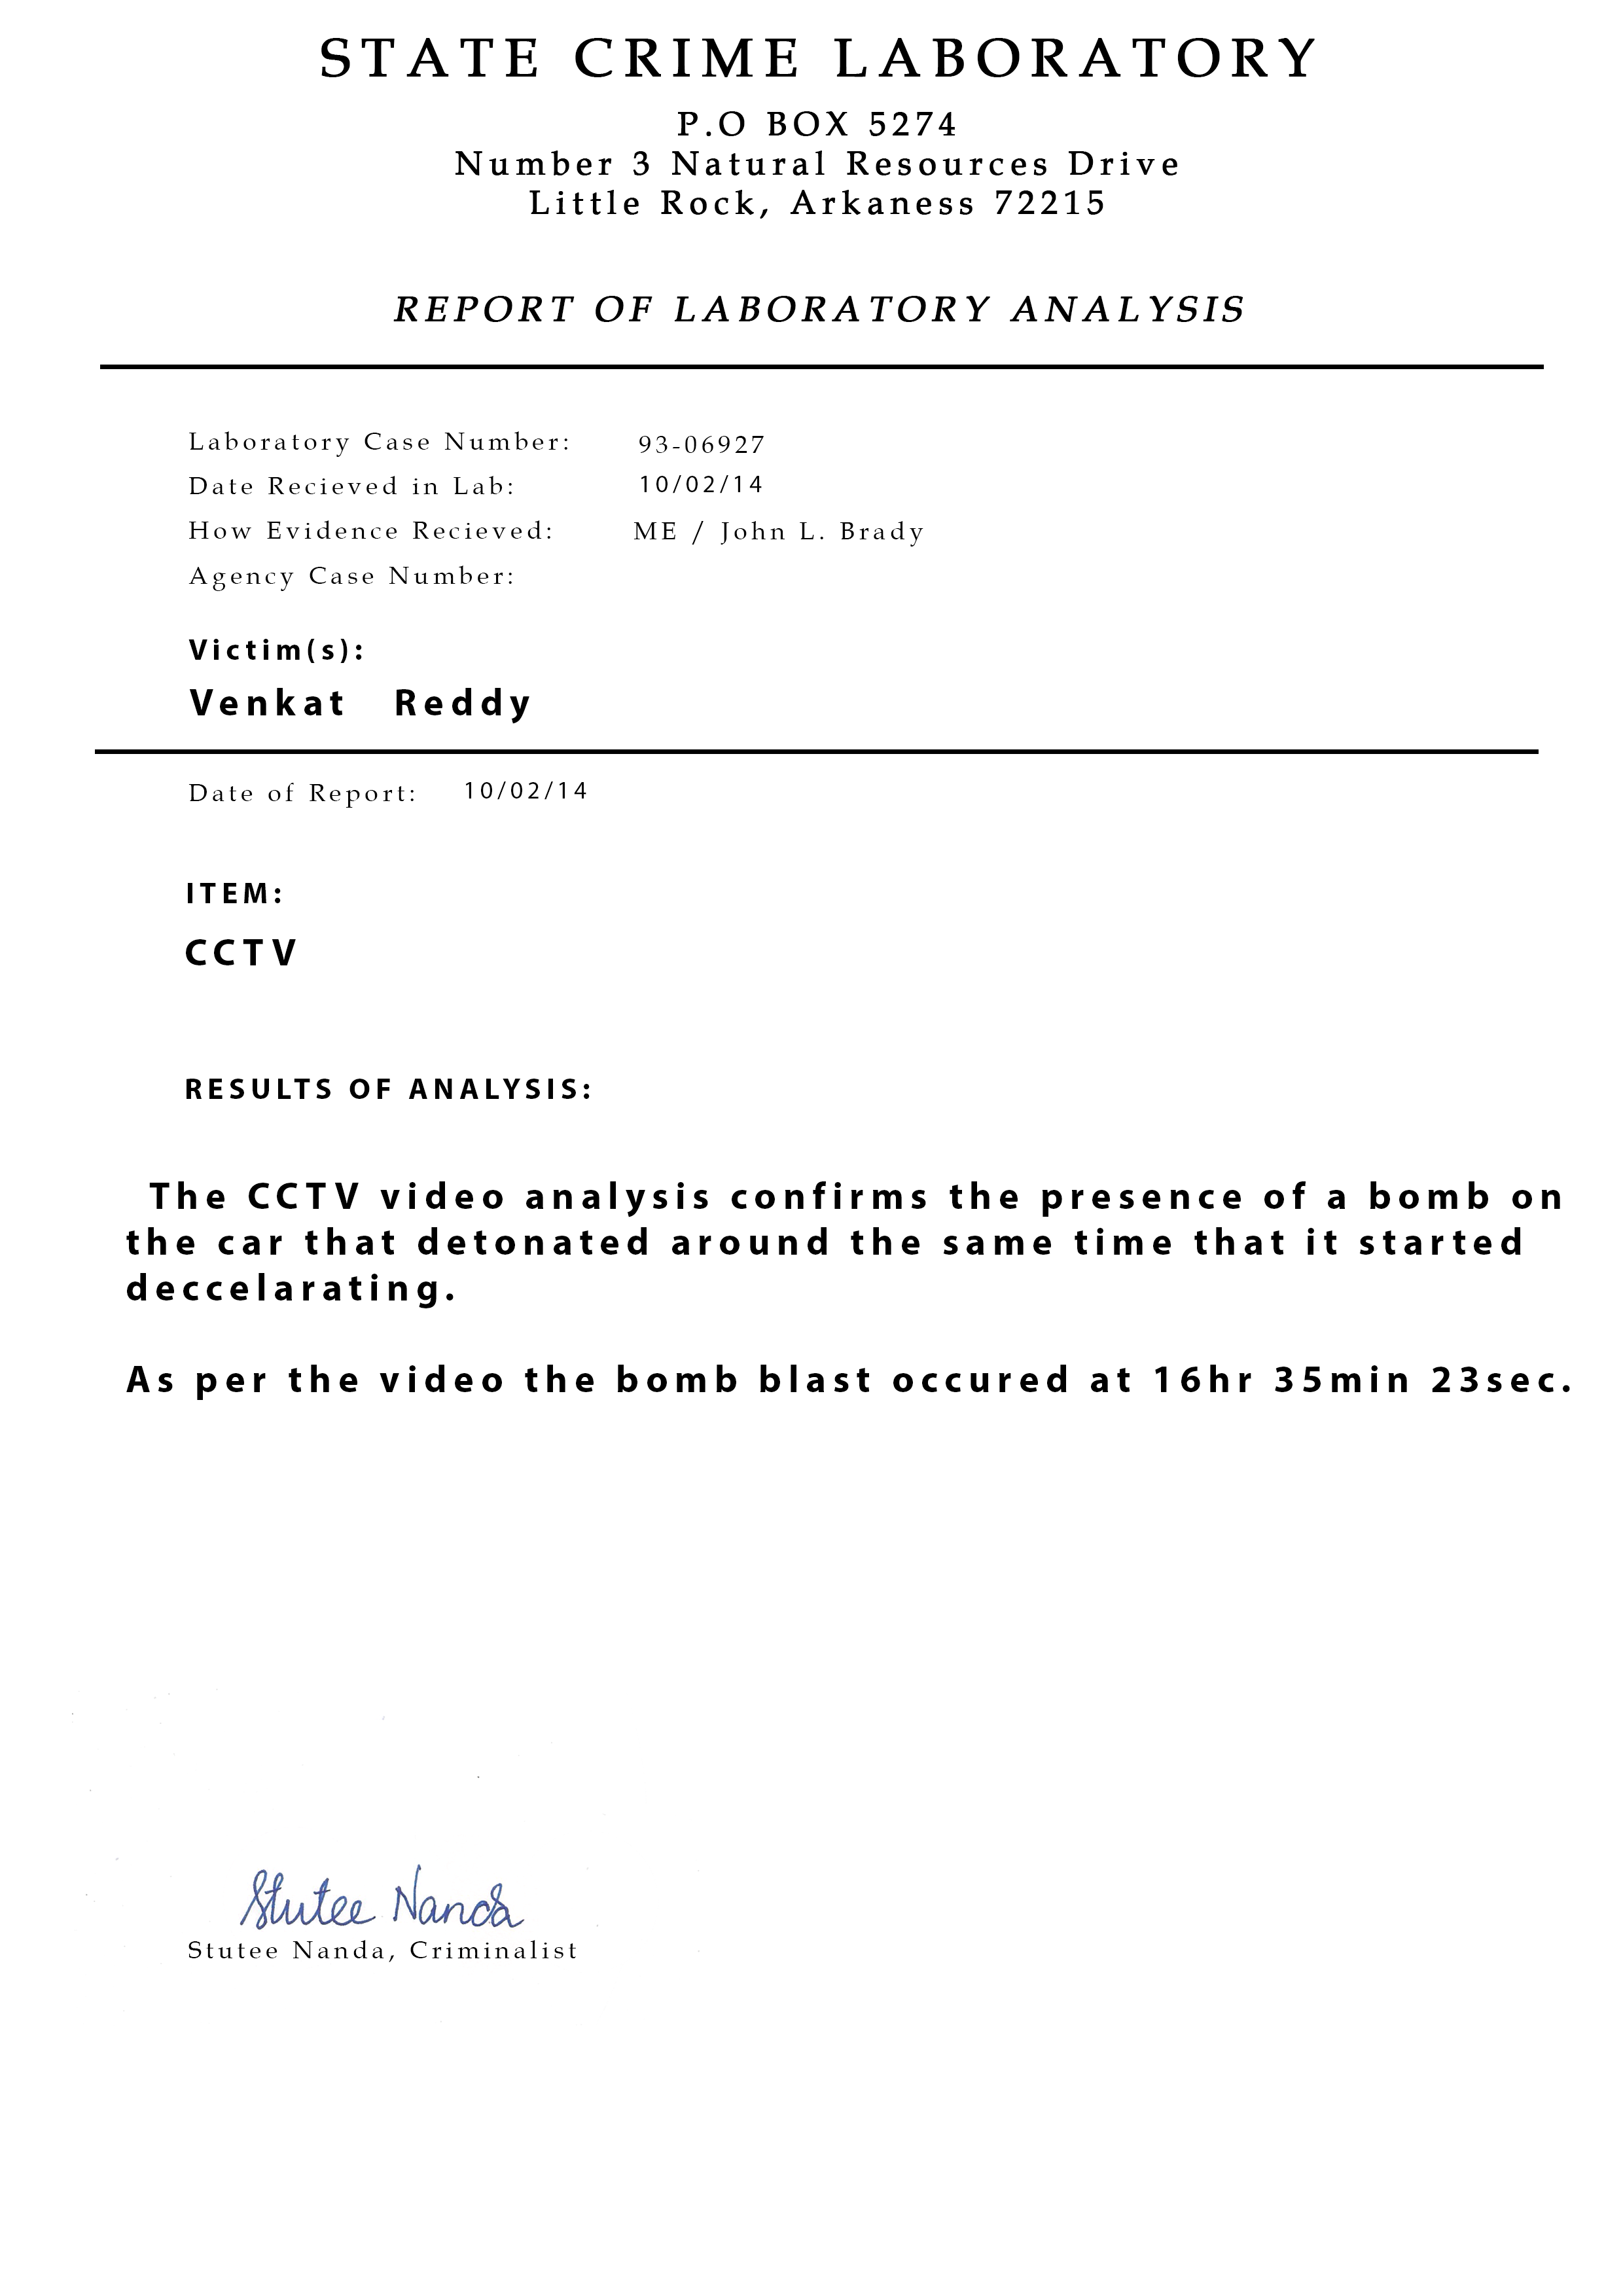 STATE CRIME LABORATORY
P.O BOX 5274
Number 3 Natural Resources Drive
Little Rock, Arkaness 72215
REPORT OF LABORATORY ANALYSIS
Laboratory Case Number: 93-06927
Date Recieved in Lab: 10/02/14
How Evidence Recieved: ME / John L. Brady
Agency Case Number:
Victim(s):
Venkat Reddy
Date of Report: 10/02/14
ITEM:
CCTV
RESULTS OF ANALYSIS:
The CCTV video analysis confirms the presence of a bomb on
the car that detonated around the same time that it started
deccelarating.
As per the video the bomb blast occured at 16hr 35min 23sec.
Stutee Nanda
Stutee Nanda, Criminalist